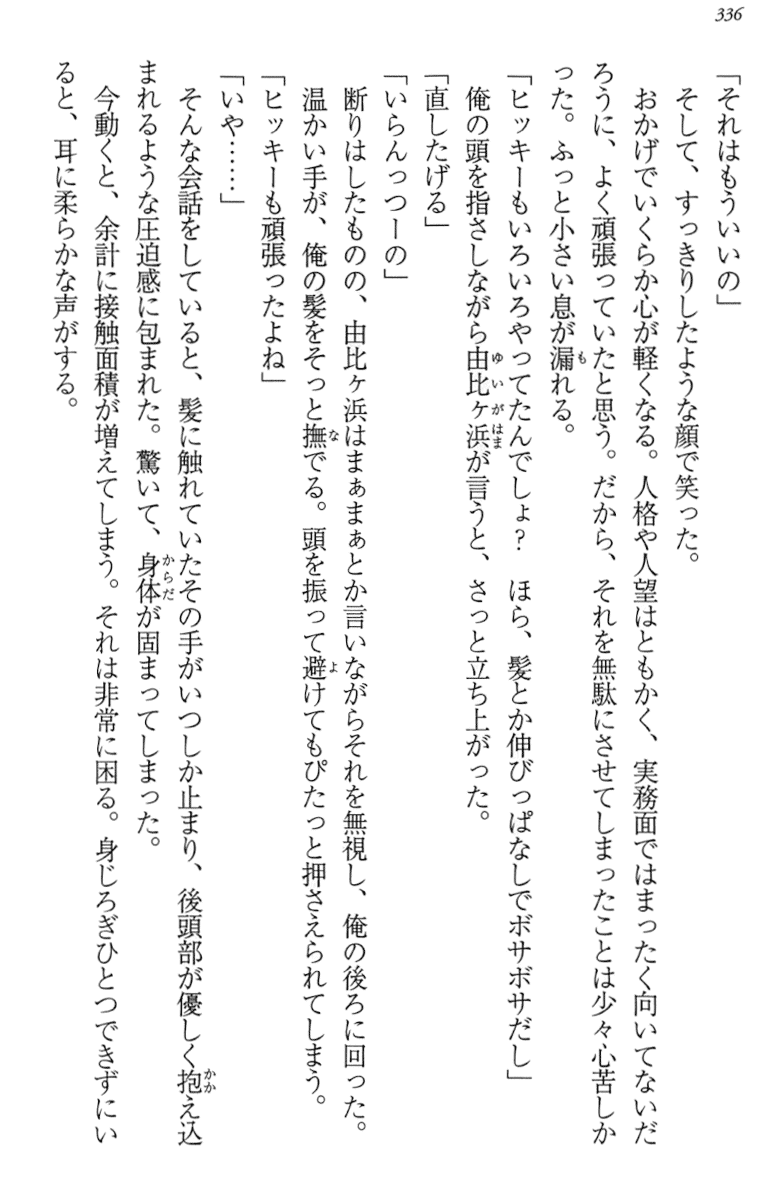 336
「それはもういいの」
　そして、すっきりしたような顔で笑った。
　おかげでいくらか心が軽くなる。人格や人望はともかく、実務面ではまったく向いてないだ
ろうに、よく頑張っていたと思う。だから、それを無駄にさせてしまったことは少々心苦しか
った。ふっと小さい息が漏れる。
「ヒッキーもいろいろやってたんでしょ？　ほら、髪とか伸びっぱなしでボサボサだし」
　俺の頭を指さしながら由比ヶ浜が言うと、さっと立ち上がった。
「直したげる」
「いらんっつーの」
　断りはしたものの、由比ヶ浜はまぁまぁとか言いながらそれを無視し、俺の後ろに回った。
　温かい手が、俺の髪をそっと撫でる。頭を振って避けてもぴたっと押さえられてしまう。
「ヒッキーも頑張ったよね」
「いや……」
　そんな会話をしていると、髪に触れていたその手がいつしか止まり、後頭部が優しく抱え込
まれるような圧迫感に包まれた。驚いて、身体が固まってしまった。
　今動くと、余計に接触面積が増えてしまう。それは非常に困る。身じろぎひとつできずにい
ると、耳に柔らかな声がする。